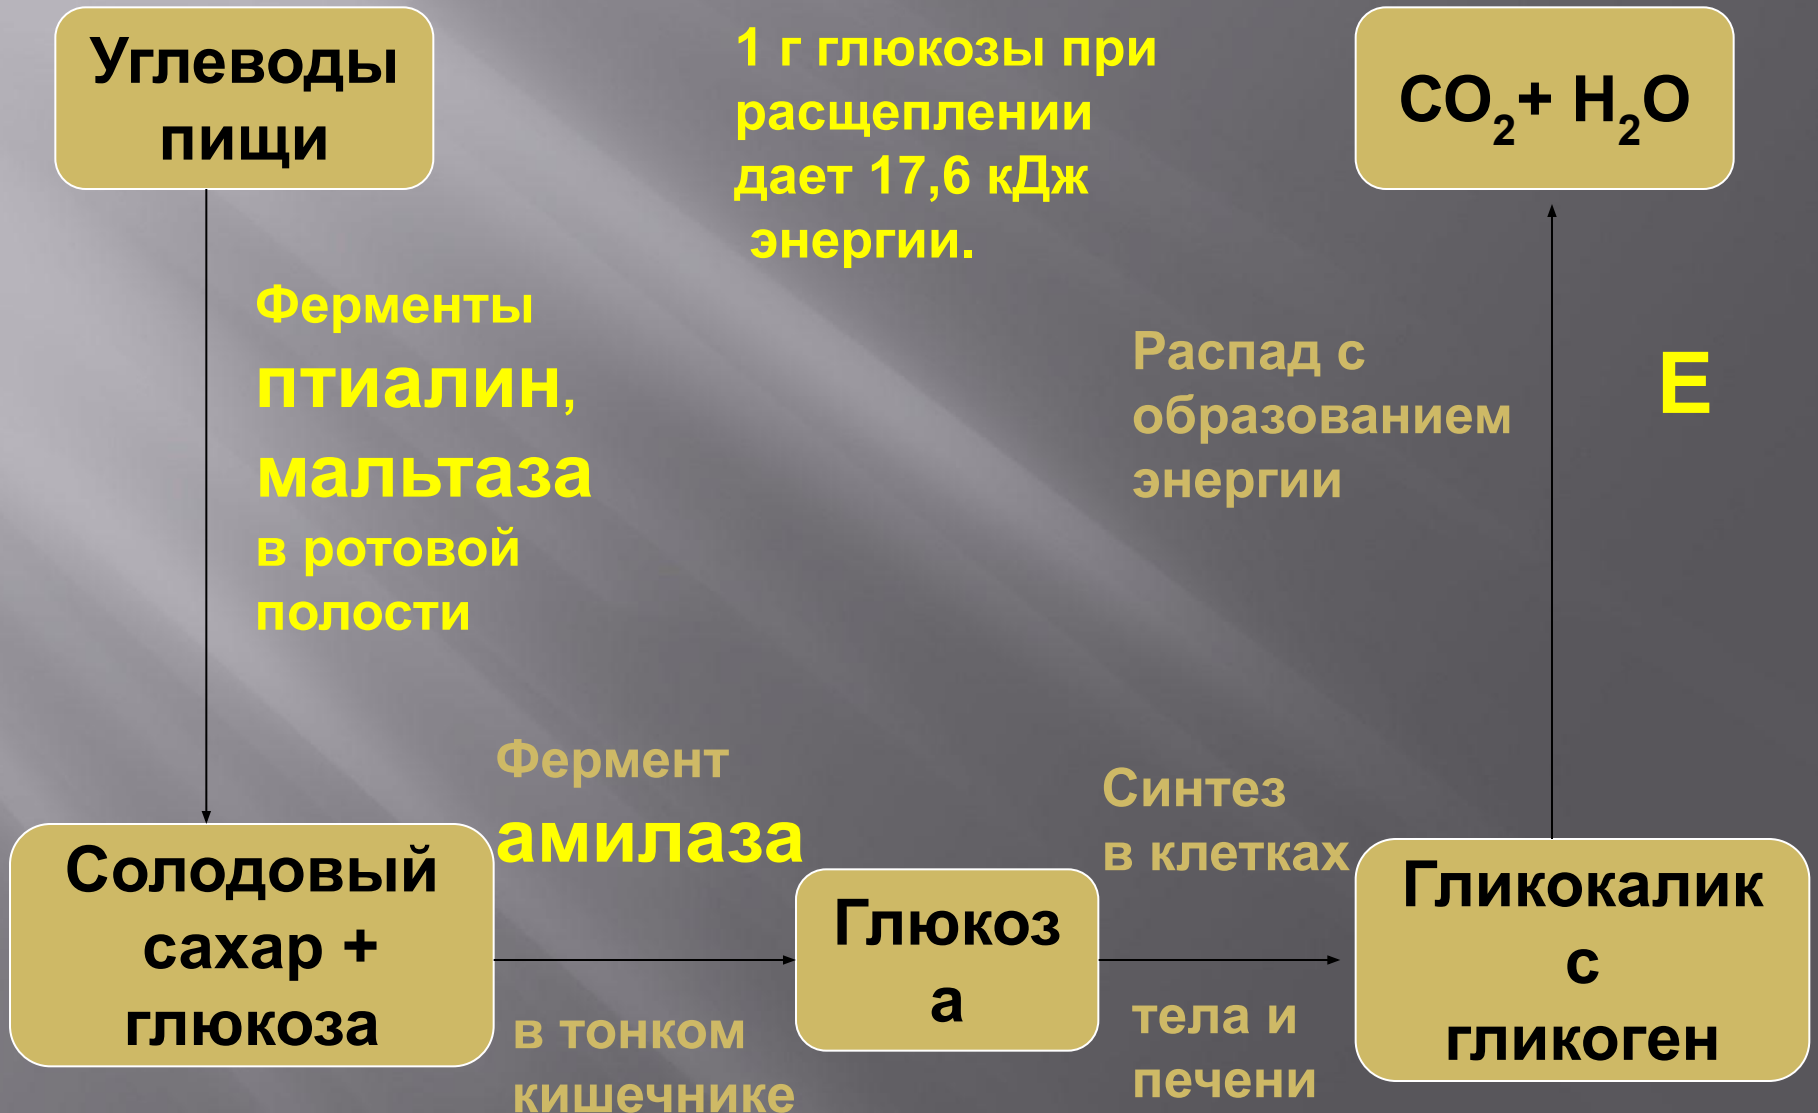 Углеводы
пищи
1 г глюкозы при
расщеплении
дает 17,6 кДж
энергии.
CO₂+ H₂O
Ферменты
птиалин,
мальтаза
в ротовой
полости
Распад с
образованием
энергии
Е
Фермент
амилаза
Синтез
в клетках
Солодовый
сахар +
глюкоза
Глюкоз
а
Гликокалик
с
гликоген
в тонком
кишечнике
тела и
печени